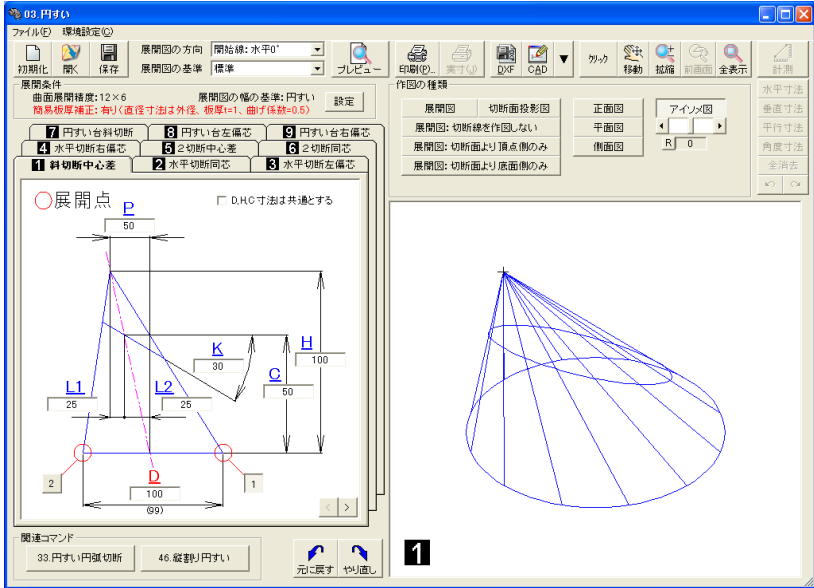 03.円すい
ファイル(F) 環境設定(C)
初期化 開く 保存
展開図の方向 開始線:水平0°
展開図の基準 標準
プレビュー 印刷(P).. 実寸(J) DXF CAD クリック 移動 拡縮 前画面 全表示 計測
展開条件
曲面展開精度:12×6 展開図の幅の基準:円すい
簡易板厚補正:有り(直径寸法は外径、板厚t=1、曲げ係数=0.5)
設定
7 円すい台斜切断 8 円すい台左偏芯 9 円すい台右偏芯
4 水平切断右偏芯 5 2切断中心差 6 2切断同芯
1 斜切断中心差 2 水平切断同芯 3 水平切断左偏芯
○展開点
D,H,C寸法は共通とする
P
50
K
30
H
100
C
50
L1
25
L2
25
D
100
(99)
2
1
< >
関連コマンド
33.円すい円弧切断 46.縦割り円すい
元に戻す やり直し
作図の種類
展開図 切断面投影図
展開図:切断線を作図しない
展開図:切断面より頂点側のみ
展開図:切断面より底面側のみ
正面図
平面図
側面図
アイソメ図
R 0
水平寸法
垂直寸法
平行寸法
角度寸法
全消去
1